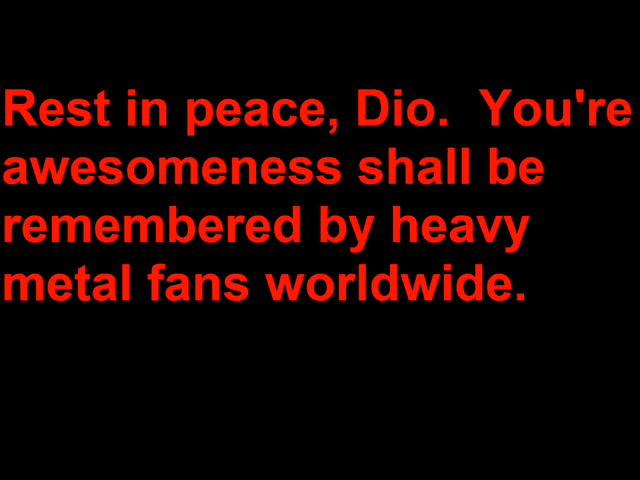 Rest in peace, Dio.  You're
awesomeness shall be
remembered by heavy
metal fans worldwide.